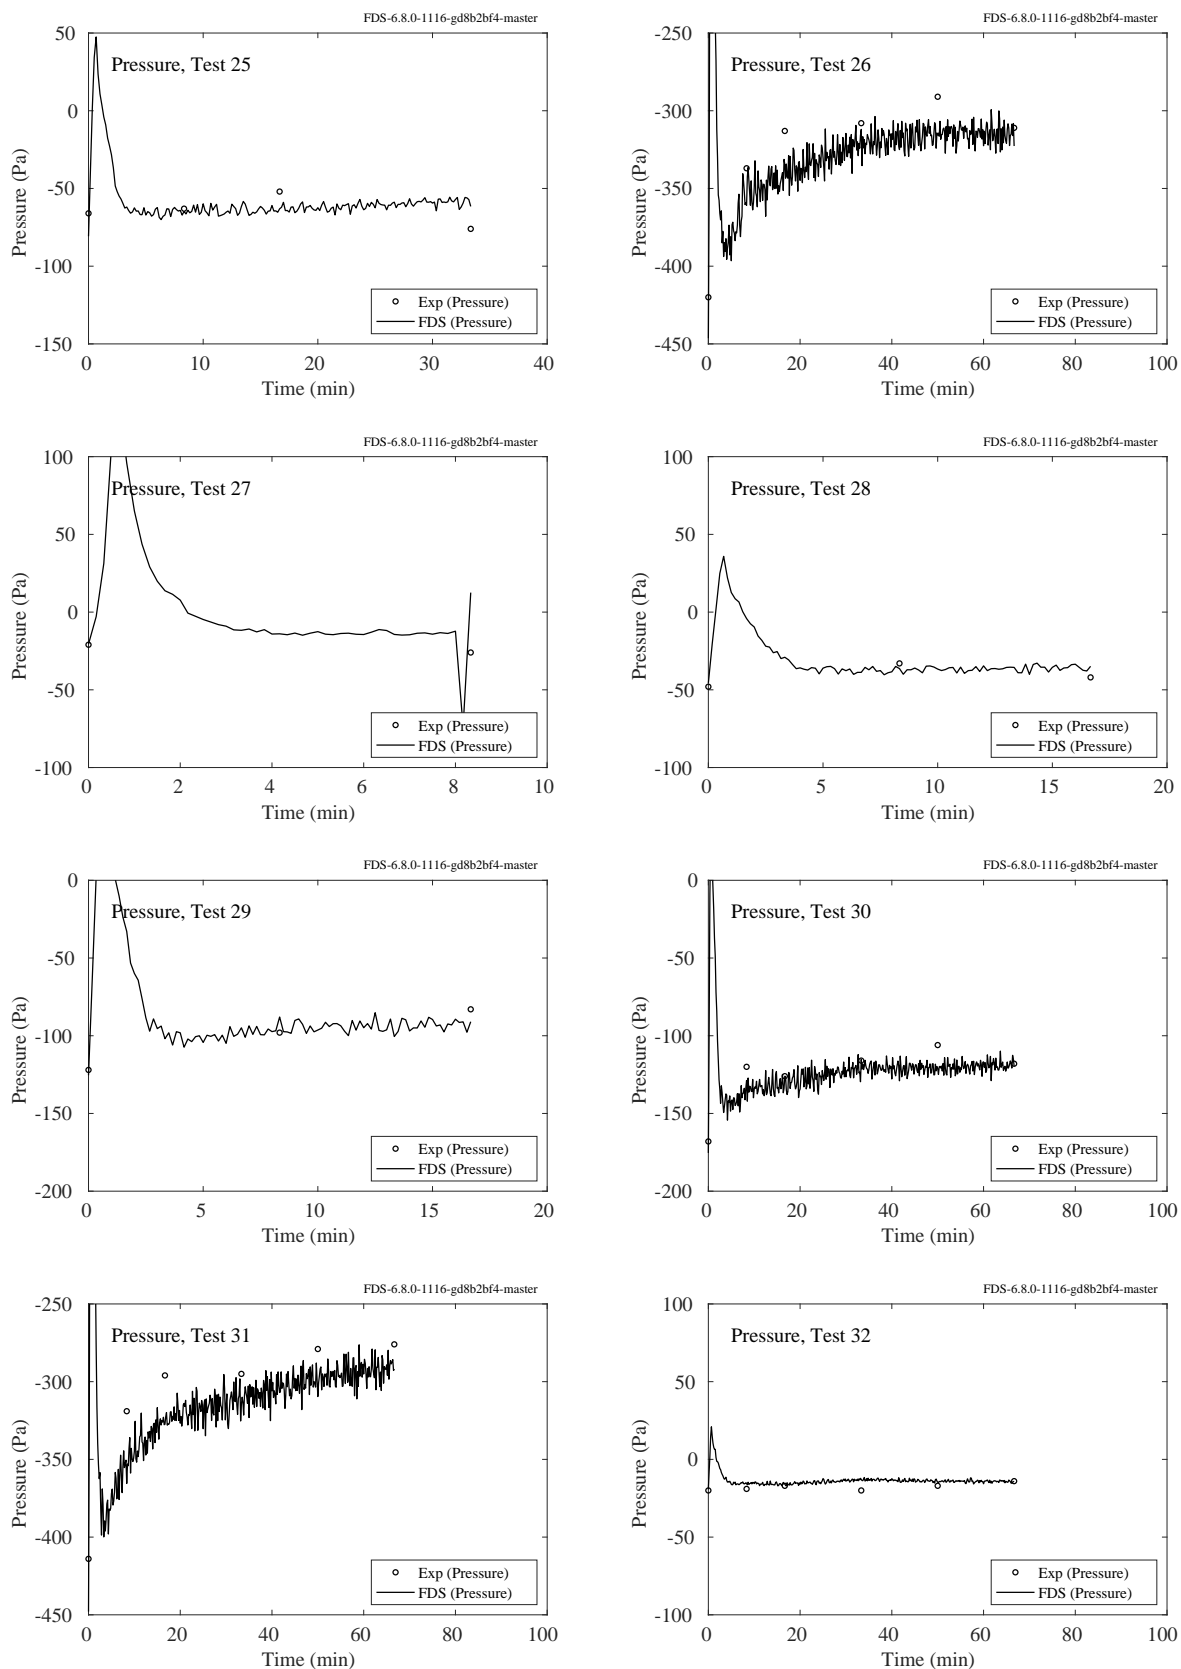 FDS-6.8.0-1116-gd8b2bf4-master
Pressure, Test 25
50
0
-50
-100
-150
Pressure (Pa)
0 10 20 30 40
Time (min)
Exp (Pressure)
FDS (Pressure)
FDS-6.8.0-1116-gd8b2bf4-master
Pressure, Test 26
-250
-300
-350
-400
-450
Pressure (Pa)
0 20 40 60 80 100
Time (min)
Exp (Pressure)
FDS (Pressure)
FDS-6.8.0-1116-gd8b2bf4-master
Pressure, Test 27
100
50
0
-50
-100
Pressure (Pa)
0 2 4 6 8 10
Time (min)
Exp (Pressure)
FDS (Pressure)
FDS-6.8.0-1116-gd8b2bf4-master
Pressure, Test 28
100
50
0
-50
-100
Pressure (Pa)
0 5 10 15 20
Time (min)
Exp (Pressure)
FDS (Pressure)
FDS-6.8.0-1116-gd8b2bf4-master
Pressure, Test 29
0
-50
-100
-150
-200
Pressure (Pa)
0 5 10 15 20
Time (min)
Exp (Pressure)
FDS (Pressure)
FDS-6.8.0-1116-gd8b2bf4-master
Pressure, Test 30
0
-50
-100
-150
-200
Pressure (Pa)
0 20 40 60 80 100
Time (min)
Exp (Pressure)
FDS (Pressure)
FDS-6.8.0-1116-gd8b2bf4-master
Pressure, Test 31
-250
-300
-350
-400
-450
Pressure (Pa)
0 20 40 60 80 100
Time (min)
Exp (Pressure)
FDS (Pressure)
FDS-6.8.0-1116-gd8b2bf4-master
Pressure, Test 32
100
50
0
-50
-100
Pressure (Pa)
0 20 40 60 80 100
Time (min)
Exp (Pressure)
FDS (Pressure)